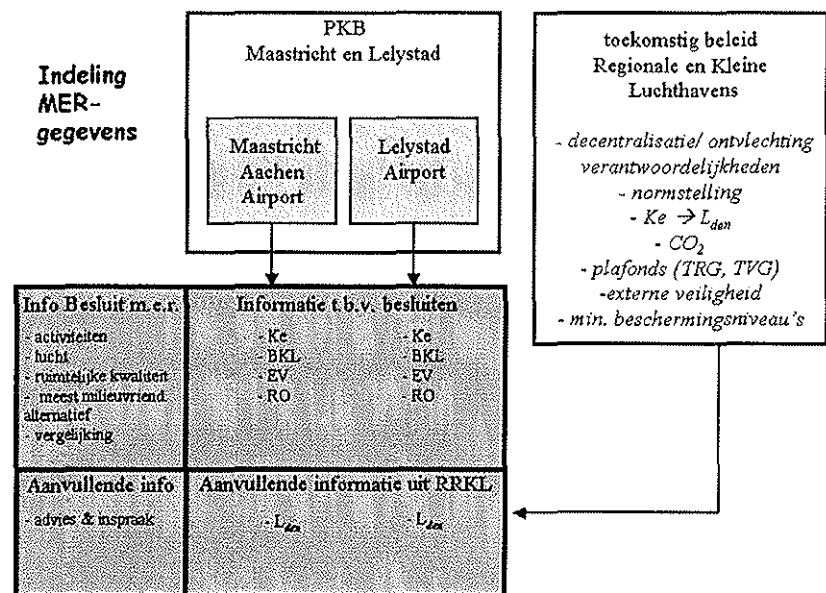 Indeling
MER-
gegevens
PKB
Maastricht en Lelystad
Maastricht
Aachen
Airport
Lelystad
Airport
toekomstig beleid
Regionale en Kleine
Luchthavens
- decentralisatie/ ontvlechting
verantwoordelijkheden
- normstelling
- Ke → Lden
- CO2
- plafonds (TRG, TVG)
-externe veiligheid
- min. beschermingsniveau's
Info Besluit m.e.r.
- activiteiten
- lucht
- ruimtelijke kwaliteit
- meest milieuvriend.
alternatief
- vergelijking
Informatie t.b.v. besluiten
- Ke - Ke
- BKL - BKL
- EV - EV
- RO - RO
Aanvullende info
- advies & inspraak
Aanvullende informatie uit RRKL
- Lden - Lden